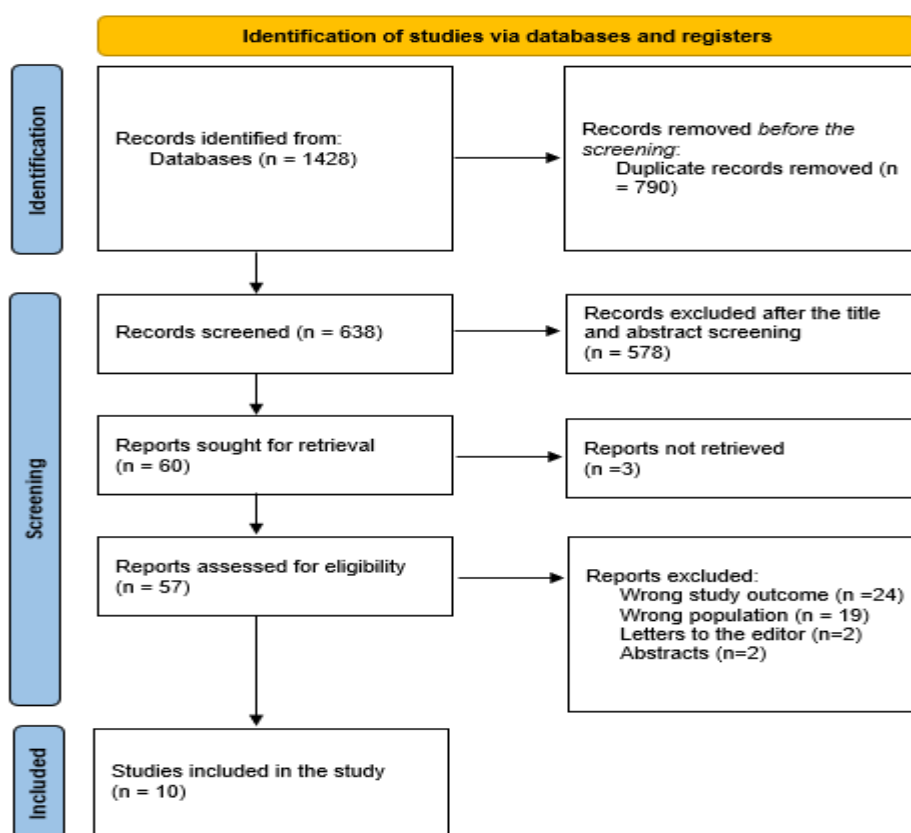 Identification of studies via databases and registers
Identification
Records identified from:
Databases (n = 1428)
Records removed before the
screening:
Duplicate records removed (n
= 790)
Screening
Records screened (n = 638)
Records excluded after the title
and abstract screening
(n = 578)
Reports sought for retrieval
(n = 60)
Reports not retrieved
(n =3)
Reports assessed for eligibility
(n = 57)
Reports excluded:
Wrong study outcome (n =24)
Wrong population (n = 19)
Letters to the editor (n=2)
Abstracts (n=2)
Included
Studies included in the study
(n = 10)